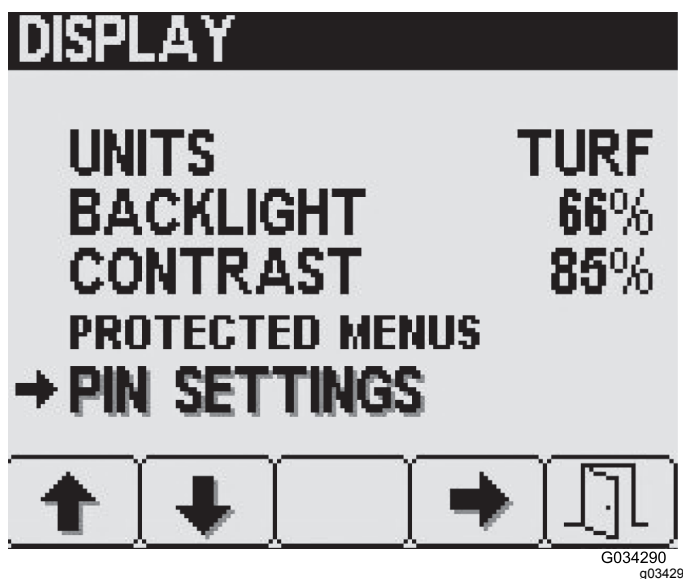 DISPLAY
UNITS TURF
BACKLIGHT 66%
CONTRAST 85%
PROTECTED MENUS
PIN SETTINGS
G034290
g03429